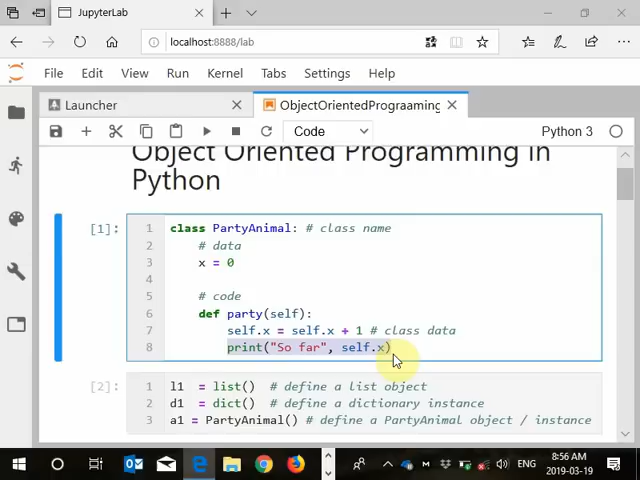 JupyterLab
localhost:8888/lab
File Edit View Run Kernel Tabs Settings Help
Launcher ObjectOrientedPrograaming
Code Python 3
Object Oriented Programming in
Python
[1]:
1 class PartyAnimal: # class name
2 # data
3 x = 0
4
5 # code
6 def party(self):
7 self.x = self.x + 1 # class data
8 print("So far", self.x)
[2]:
1 l1 = list() # define a list object
2 d1 = dict() # define a dictionary instance
3 a1 = PartyAnimal() # define a PartyAnimal object / instance
ENG
8:56 AM
2019-03-19